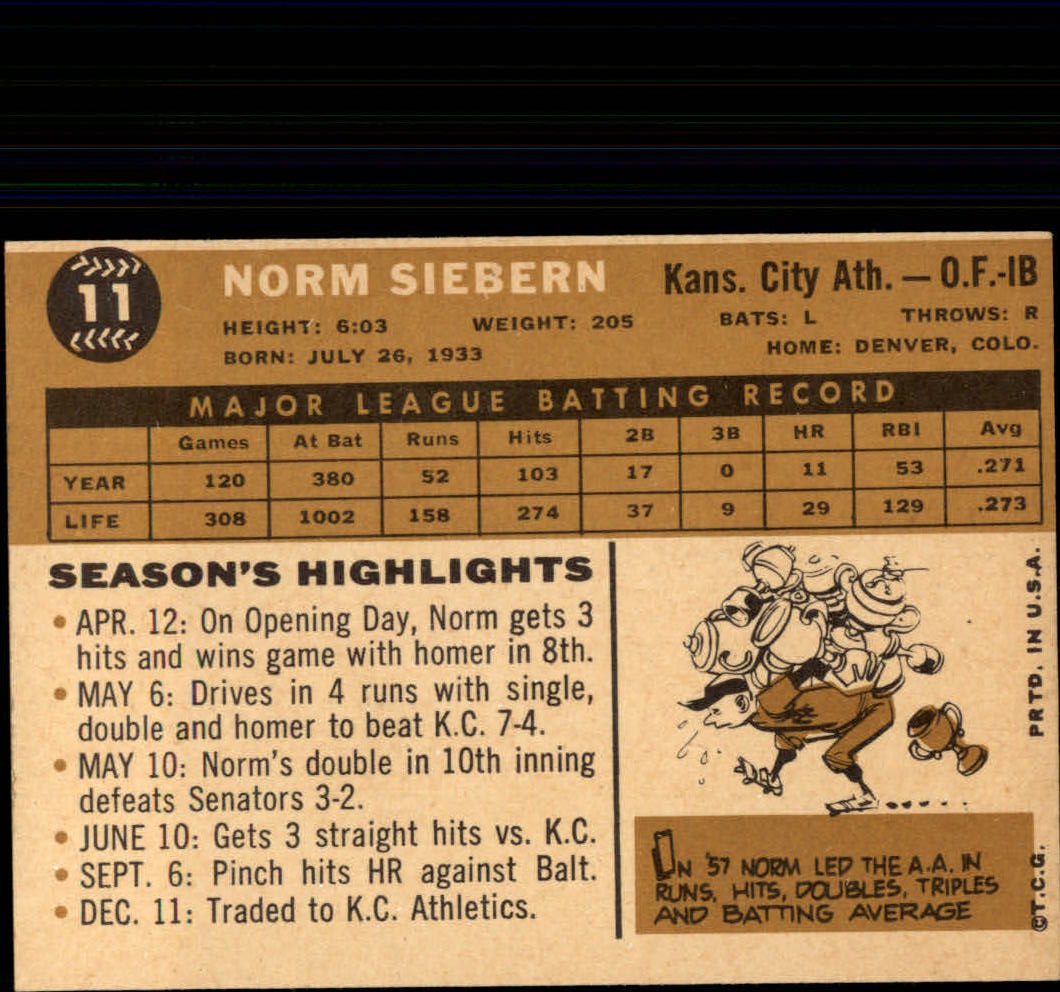 11
NORM SIEBERN
Kans. City Ath. — O.F.-1B
HEIGHT: 6:03 WEIGHT: 205 BATS: L THROWS: R
BORN: JULY 26, 1933 HOME: DENVER, COLO.
MAJOR LEAGUE BATTING RECORD
Games At Bat Runs Hits 2B 3B HR RBI Avg
YEAR 120 380 52 103 17 0 11 53 .271
LIFE 308 1002 158 274 37 9 29 129 .273
SEASON'S HIGHLIGHTS
• APR. 12: On Opening Day, Norm gets 3
hits and wins game with homer in 8th.
• MAY 6: Drives in 4 runs with single,
double and homer to beat K.C. 7-4.
• MAY 10: Norm's double in 10th inning
defeats Senators 3-2.
• JUNE 10: Gets 3 straight hits vs. K.C.
• SEPT. 6: Pinch hits HR against Balt.
• DEC. 11: Traded to K.C. Athletics.
IN '57 NORM LED THE A.A. IN
RUNS, HITS, DOUBLES, TRIPLES
AND BATTING AVERAGE
©T.C.G. PRTD. IN U.S.A.